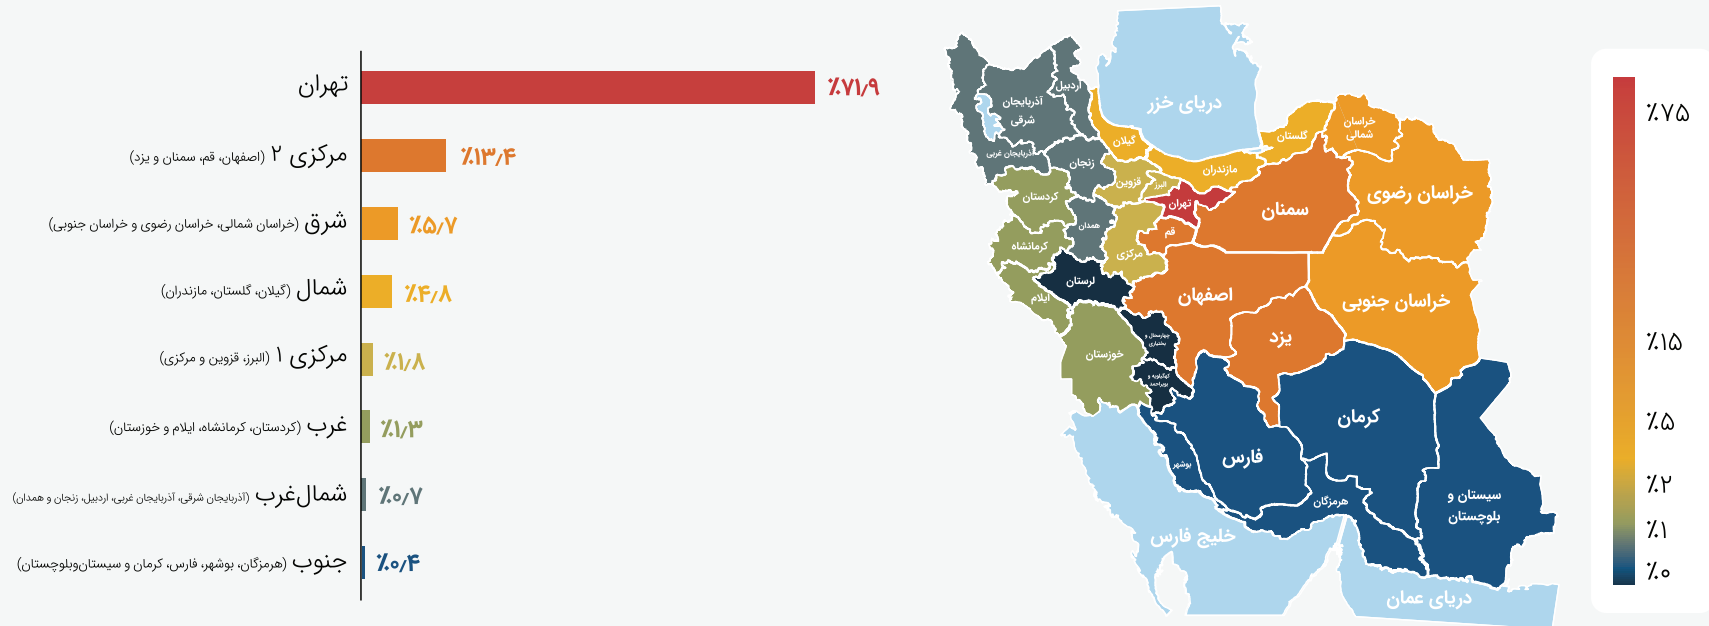 تهران
٪۷۱٫۹
مرکزی ۲ (اصفهان، قم، سمنان و یزد)
٪۱۳٫۴
شرق (خراسان شمالی، خراسان رضوی و خراسان جنوبی)
٪۵٫۷
شمال (گیلان، گلستان، مازندران)
٪۴٫۸
مرکزی ۱ (البرز، قزوین و مرکزی)
٪۱٫۸
غرب (کردستان، کرمانشاه، ایلام و خوزستان)
٪۱٫۳
شمال‌غرب (آذربایجان شرقی، آذربایجان غربی، اردبیل، زنجان و همدان)
٪۰٫۷
جنوب (هرمزگان، بوشهر، فارس، کرمان و سیستان‌وبلوچستان)
٪۰٫۴
دریای خزر
اردبیل
آذربایجان
شرقی
آذربایجان غربی
گیلان
زنجان
گلستان
خراسان
شمالی
مازندران
خراسان رضوی
قزوین
البرز
تهران
سمنان
کردستان
همدان
قم
کرمانشاه
مرکزی
لرستان
ایلام
اصفهان
خراسان جنوبی
یزد
چهارمحال و
بختیاری
خوزستان
کهگیلویه و
بویراحمد
کرمان
فارس
بوشهر
هرمزگان
سیستان و
بلوچستان
خلیج فارس
دریای عمان
٪۷۵
٪۱۵
٪۵
٪۲
٪۱
٪۰